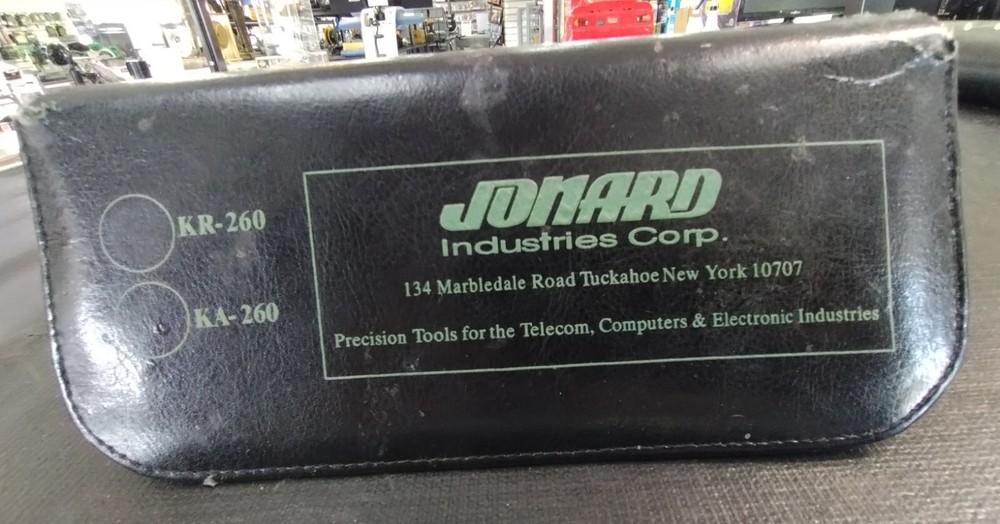 KR-260
KA-260
JONARD
Industries Corp.
134 Marbledale Road Tuckahoe New York 10707
Precision Tools for the Telecom, Computers & Electronic Industries